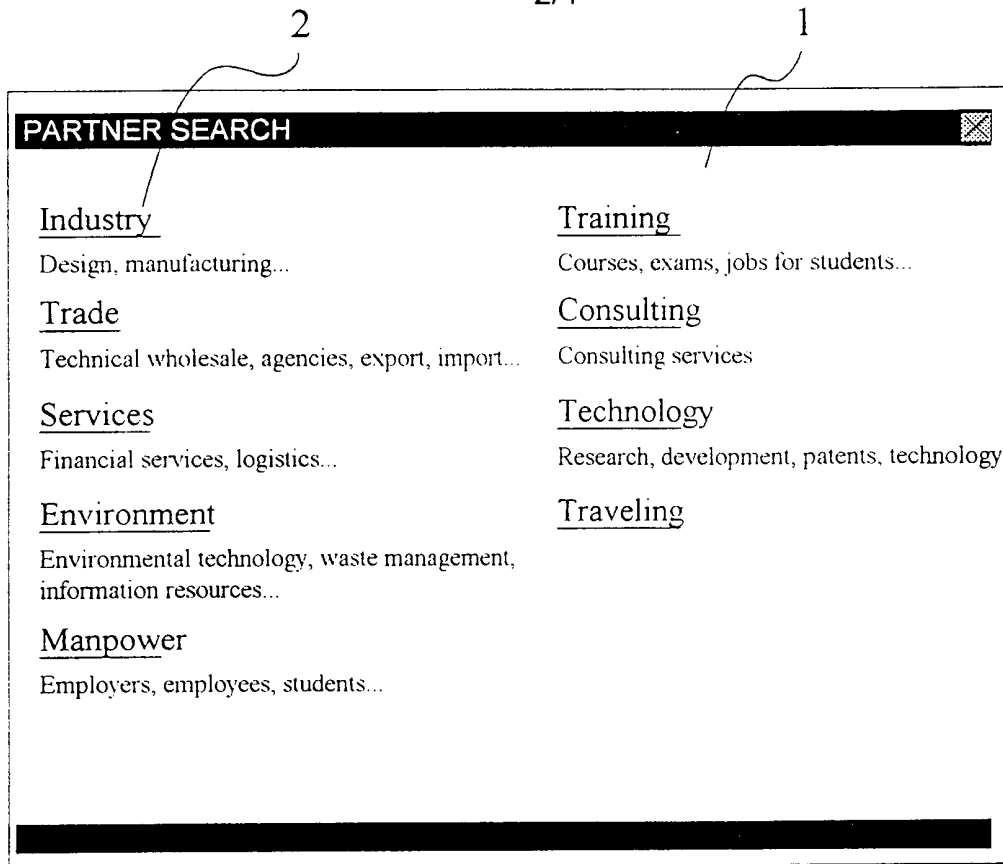 2
1
PARTNER SEARCH
Industry
Design, manufacturing...
Trade
Technical wholesale, agencies, export, import...
Services
Financial services, logistics...
Environment
Environmental technology, waste management,
information resources...
Manpower
Employers, employees, students...
Training
Courses, exams, jobs for students...
Consulting
Consulting services
Technology
Research, development, patents, technology
Traveling